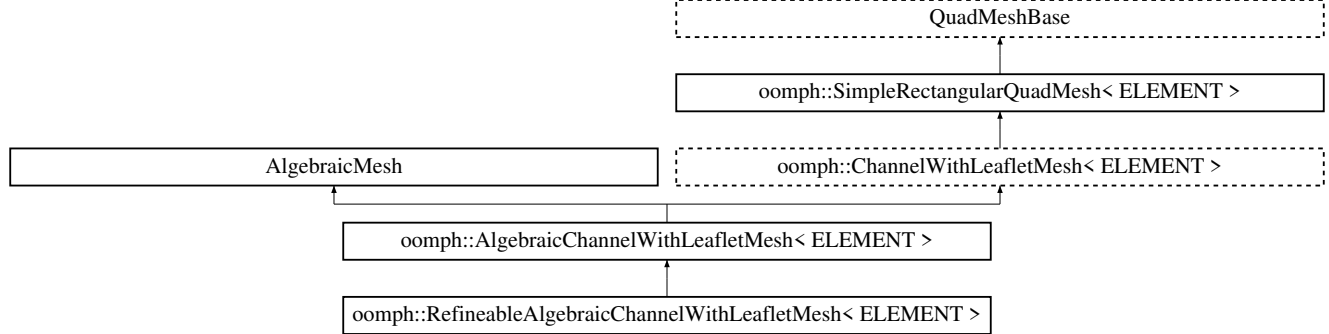 QuadMeshBase
oomph::SimpleRectangularQuadMesh< ELEMENT >
AlgebraicMesh
oomph::ChannelWithLeafletMesh< ELEMENT >
oomph::AlgebraicChannelWithLeafletMesh< ELEMENT >
oomph::RefineableAlgebraicChannelWithLeafletMesh< ELEMENT >